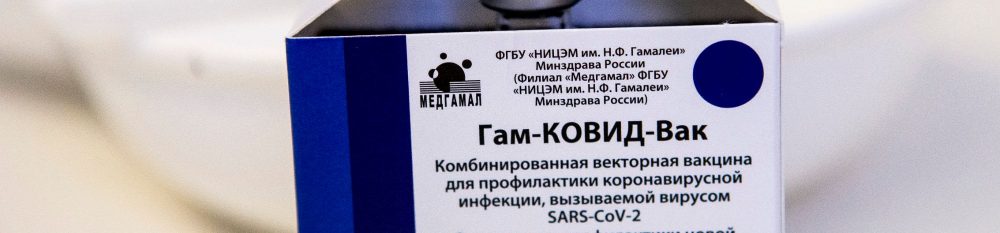 МЕДГАМАЛ
ФГБУ «НИЦЭМ им. Н.Ф. Гамалеи»
Минздрава России
(Филиал «Медгамал» ФГБУ
«НИЦЭМ им. Н.Ф. Гамалеи»
Минздрава России)
Гам-КОВИД-Вак
Комбинированная векторная вакцина
для профилактики коронавирусной
инфекции, вызываемой вирусом
SARS-CoV-2